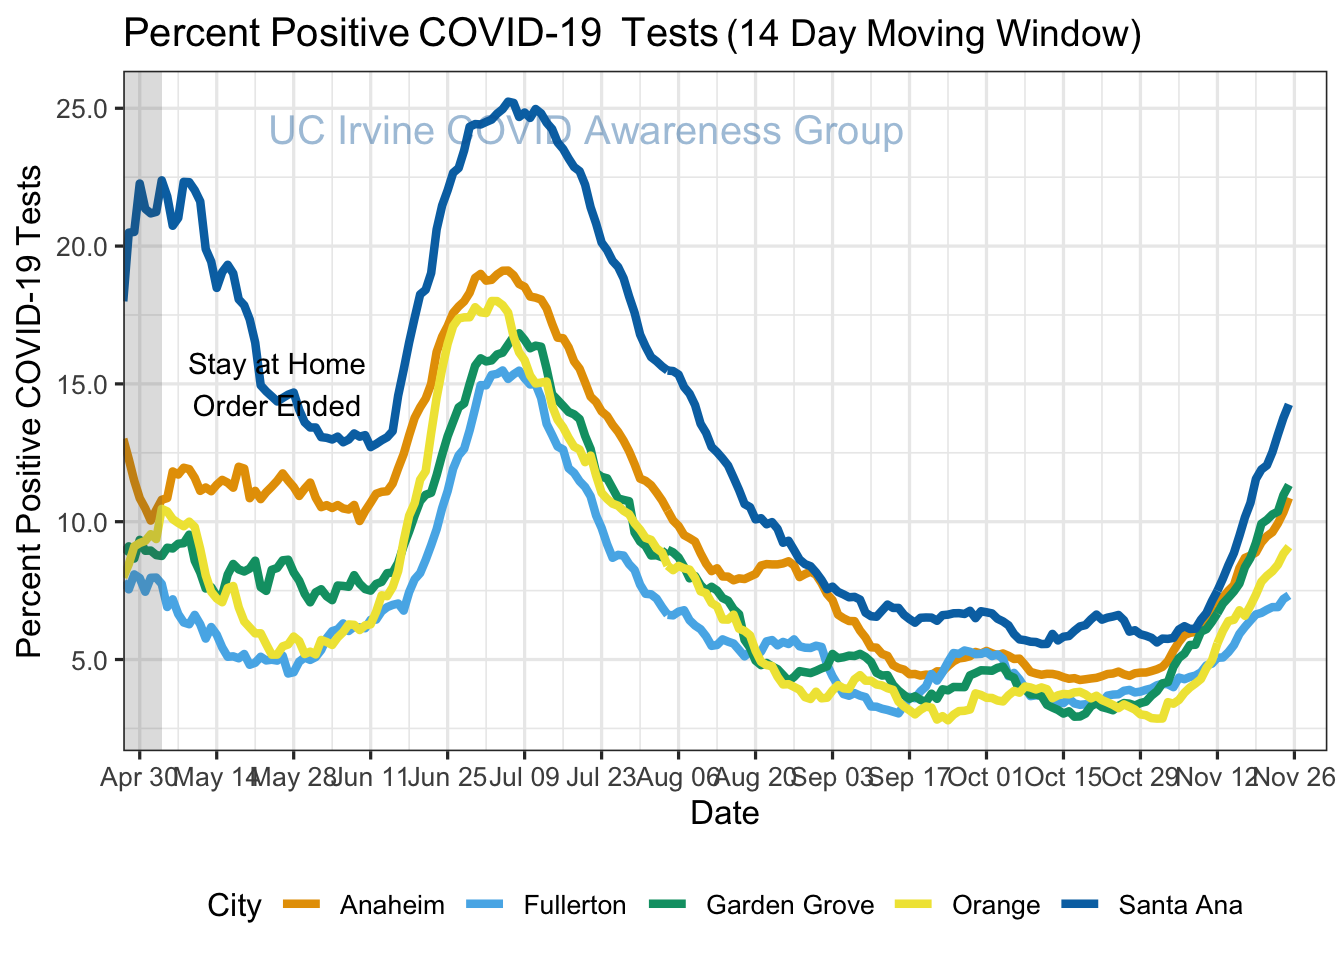 Percent Positive COVID-19 Tests (14 Day Moving Window)
25.0
20.0
15.0
10.0
5.0
Percent Positive COVID-19 Tests
UC Irvine COVID Awareness Group
Stay at Home
Order Ended
Apr 30 May 14 May 28 Jun 11 Jun 25 Jul 09 Jul 23 Aug 06 Aug 20 Sep 03 Sep 17 Oct 01 Oct 15 Oct 29 Nov 12 Nov 26
Date
City Anaheim Fullerton Garden Grove Orange Santa Ana